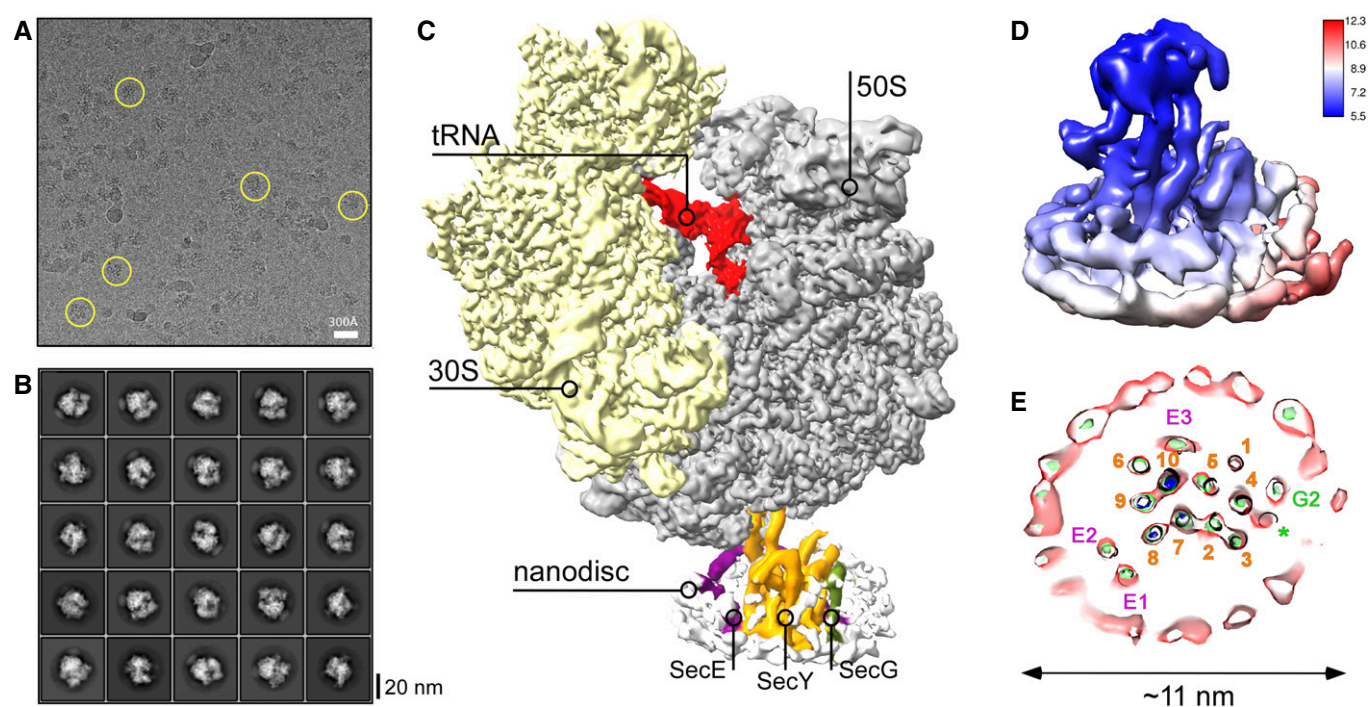 A
300Å
B
20 nm
C
50S
tRNA
30S
nanodisc
SecE
SecY
SecG
D
12.3
10.6
8.9
7.2
5.5
E
E3
1
6
10
5
4
9
G2
*
E2
8
7
2
3
E1
~11 nm